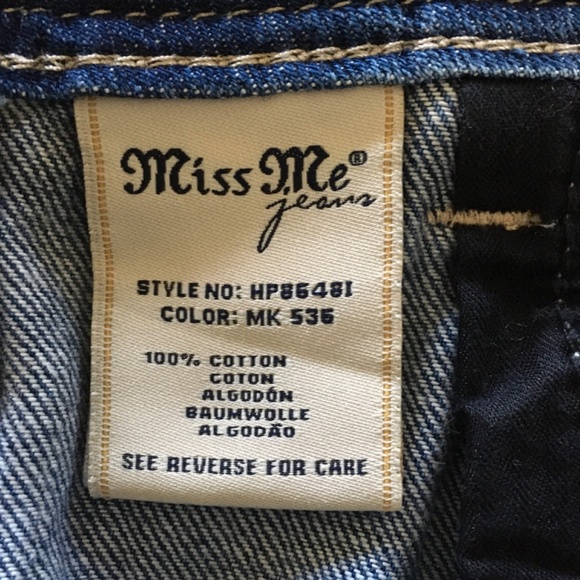 Miss Me®
jeans
STYLE NO: HP8648I
COLOR: MK 536
100% COTTON
COTON
ALGODÓN
BAUMWOLLE
ALGODÃO
SEE REVERSE FOR CARE